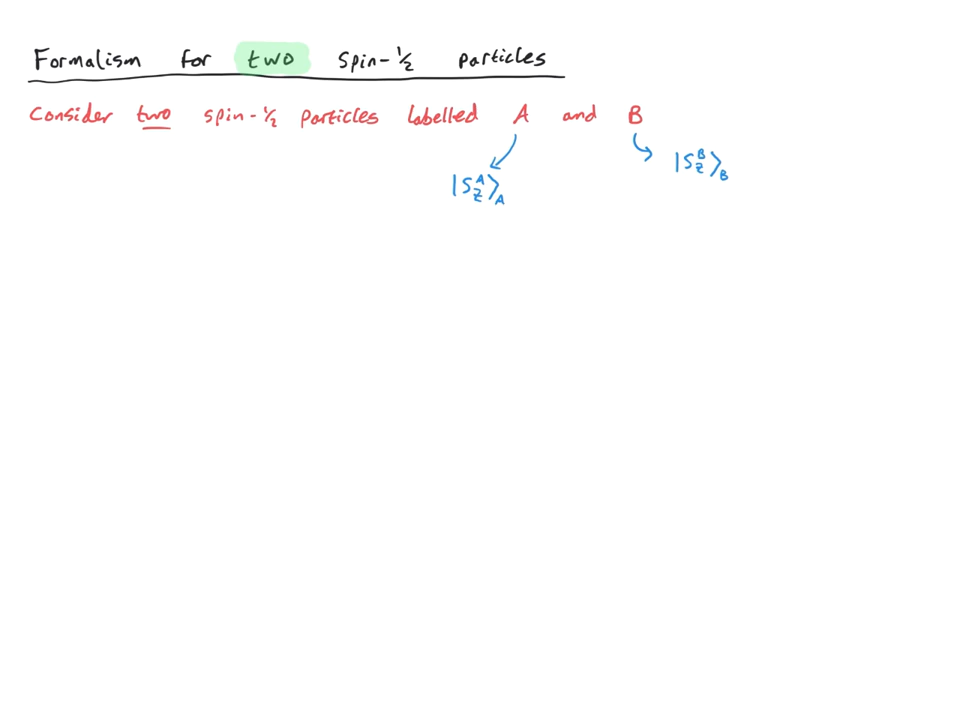 Formalism for two spin-½ particles
Consider two spin-½ particles labelled A and B
|S_z^B⟩_B
|S_z^A⟩_A